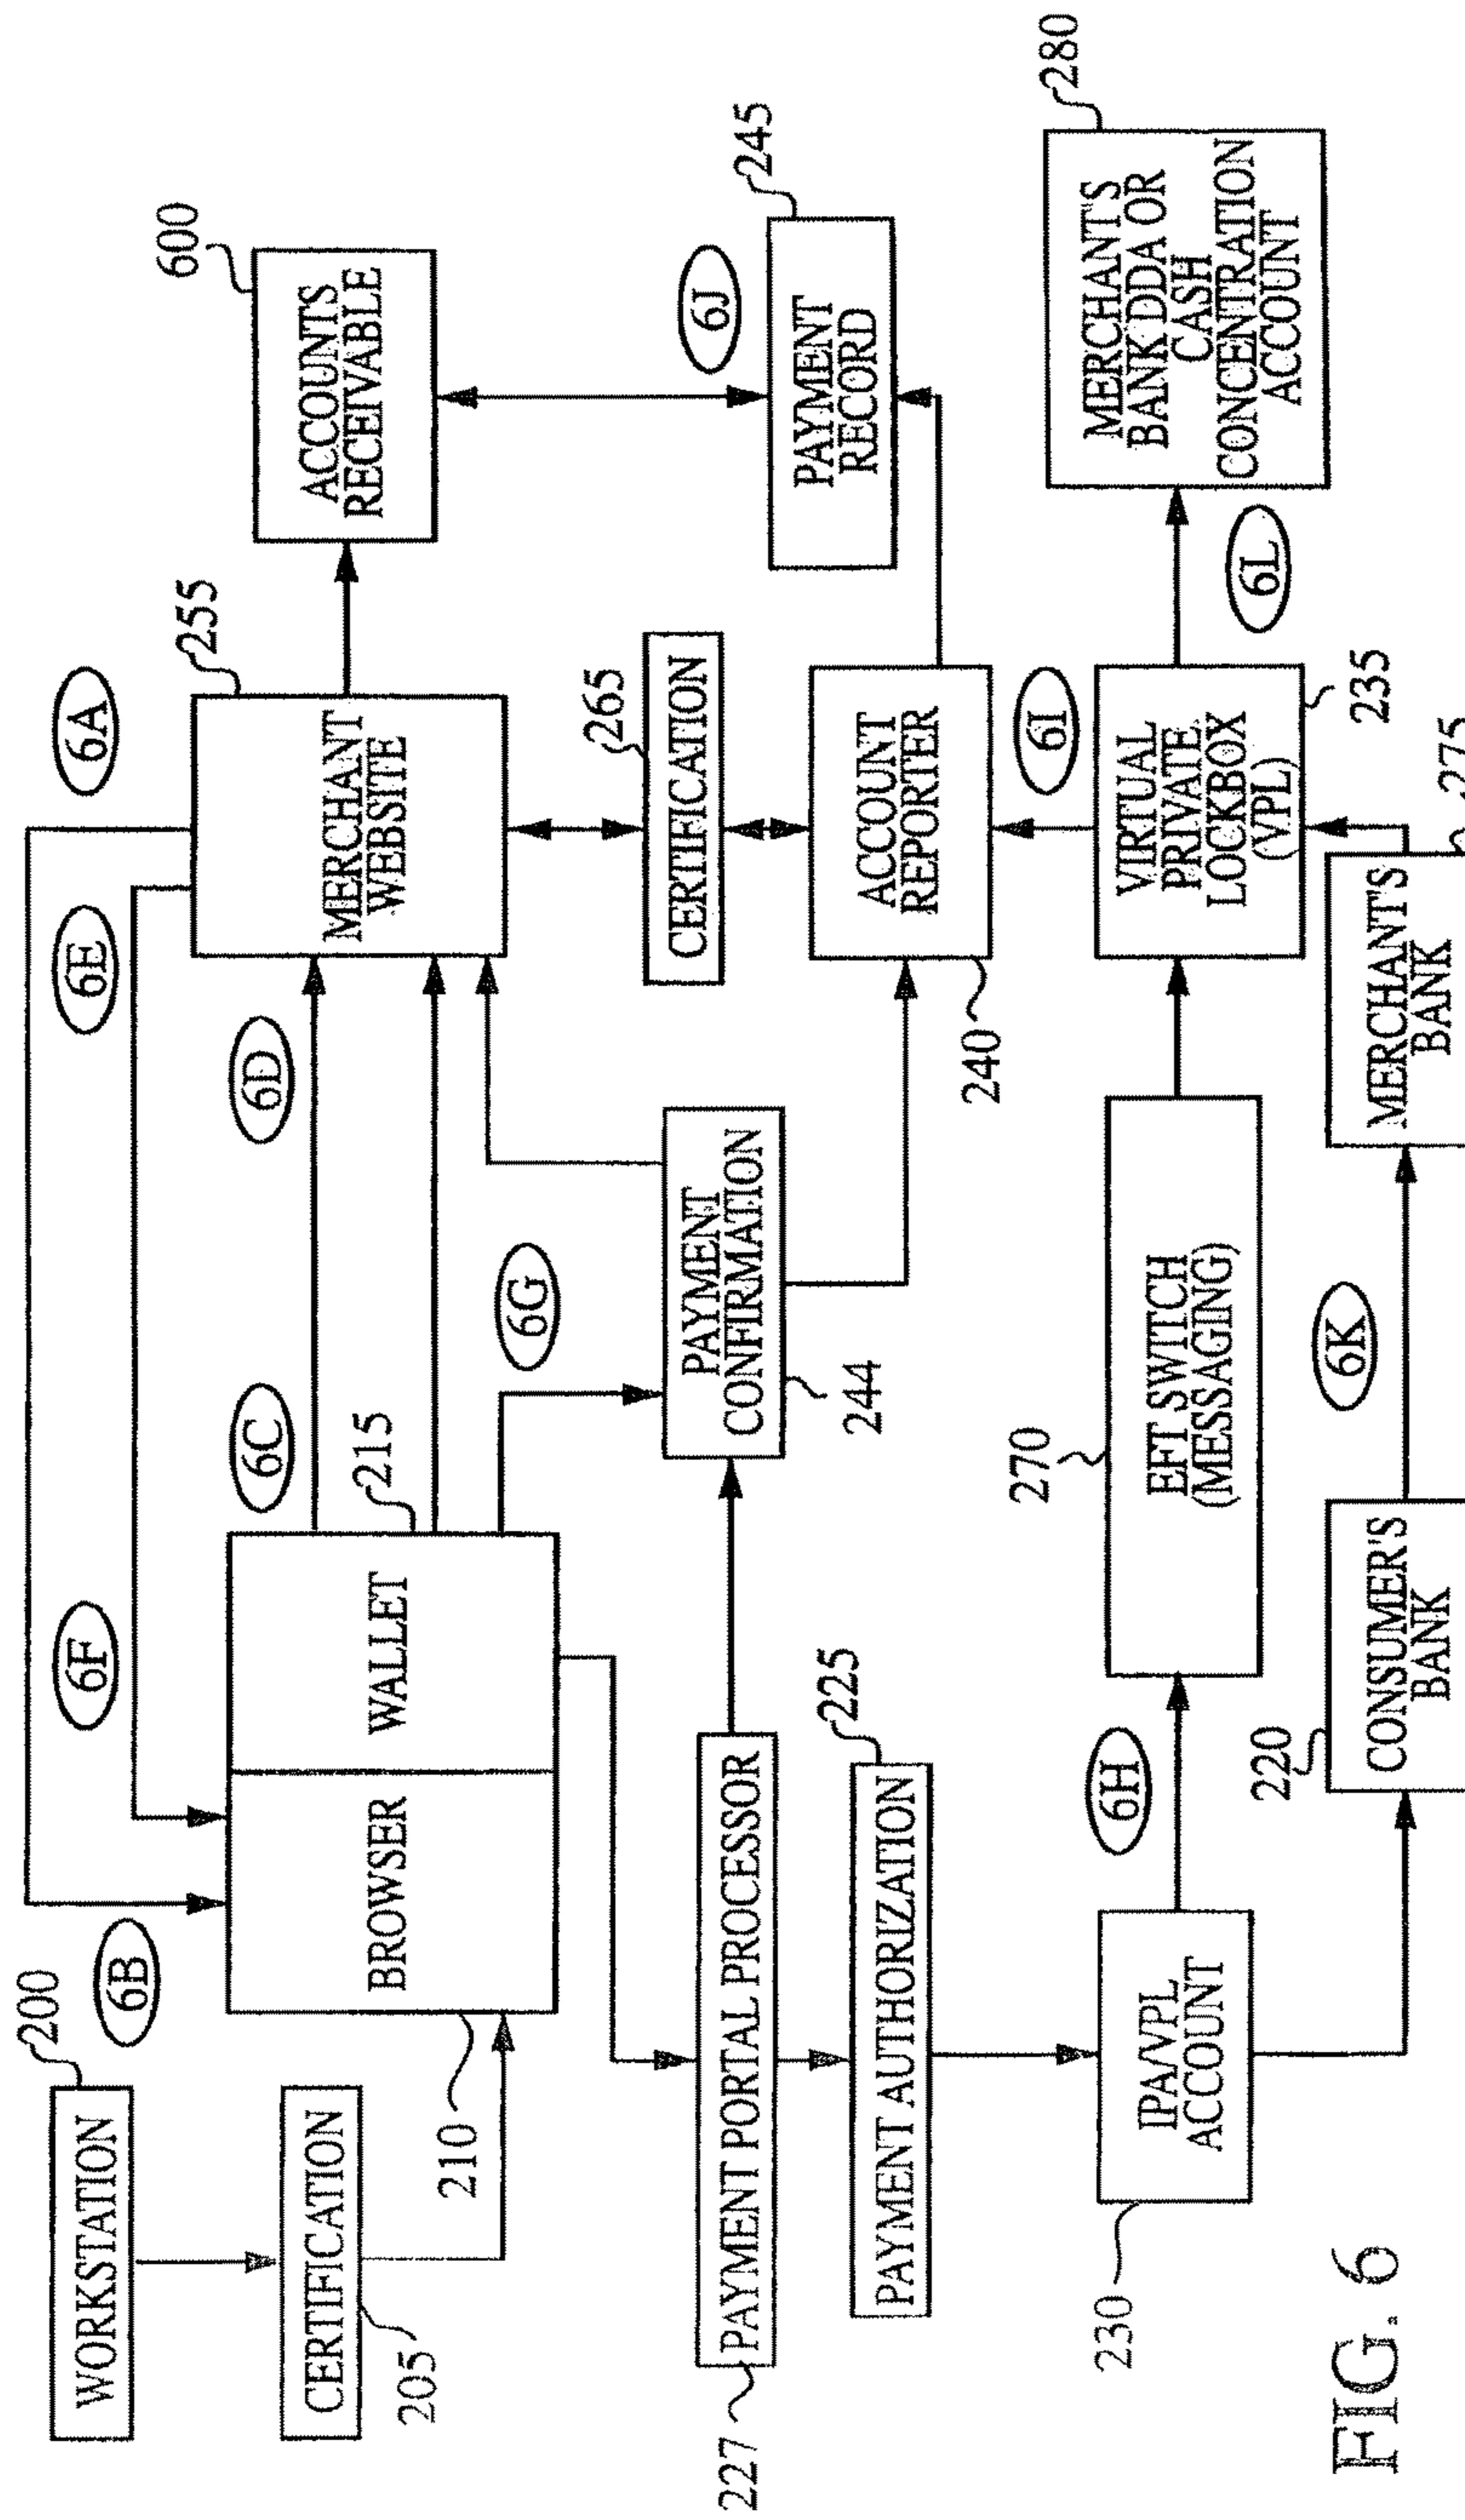 6A
6E
6F
6B
200
WORKSTATION
CERTIFICATION
205
210
BROWSER
WALLET
215
6C
6D
MERCHANT
WEBSITE
255
600
ACCOUNTS
RECEIVABLE
6G
265
CERTIFICATION
6J
245
PAYMENT
RECORD
227
PAYMENT PORTAL PROCESSOR
PAYMENT
CONFIRMATION
244
225
PAYMENT AUTHORIZATION
ACCOUNT
REPORTER
240
6I
230
IPA/VPL
ACCOUNT
6H
270
EFT SWITCH
(MESSAGING)
VIRTUAL
PRIVATE
LOCKBOX
(VPL)
235
6L
280
MERCHANT'S
BANK DDA OR
CASH
CONCENTRATION
ACCOUNT
220
CONSUMER'S
BANK
6K
MERCHANT'S
BANK
275
FIG. 6